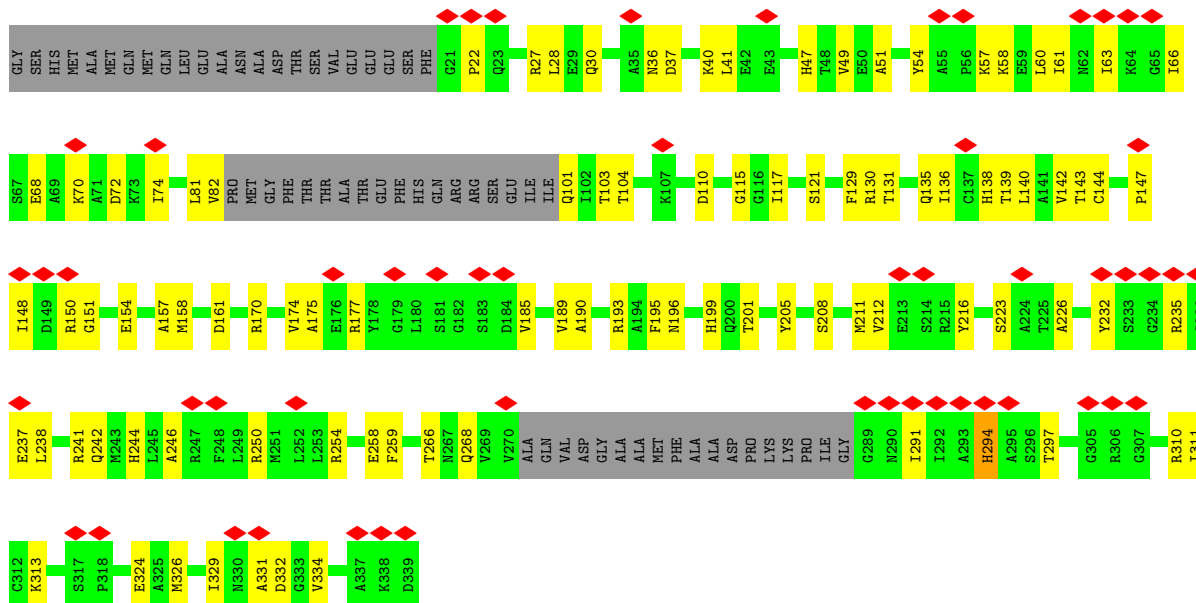 GLY SER HIS MET ALA MET GLN MET GLN LEU GLU ALA ASN ALA ASP THR SER VAL GLU GLU GLU SER PHE G21 P22 Q23 R27 L28 E29 Q30 A35 N36 D37 K40 L41 E42 E43 H47 T48 V49 E50 A51 Y54 A55 P56 K57 K58 E59 L60 I61 N62 I63 K64 G65 I66
S67 E68 A69 K70 A71 D72 K73 I74 L81 V82 PRO MET GLY PHE THR THR ALA THR GLU PHE HIS GLN ARG ARG SER GLU ILE ILE Q101 I102 T103 T104 K107 D110 G115 G116 I117 S121 F129 R130 T131 Q135 I136 C137 H138 T139 L140 A141 V142 T143 C144 P147
I148 D149 R150 G151 E154 A157 M158 D161 R170 V174 A175 E176 R177 Y178 G179 L180 S181 G182 S183 D184 V185 V189 A190 R193 A194 F195 N196 H199 Q200 T201 Y205 S208 M211 V212 E213 S214 R215 Y216 S223 A224 T225 A226 Y232 S233 G234 R235
E237 L238 R241 Q242 M243 H244 L245 A246 R247 F248 L249 R250 M251 L252 L253 R254 E258 F259 T266 N267 Q268 V269 V270 ALA GLN VAL ASP GLY ALA ALA MET PHE ALA ALA ASP PRO LYS LYS PRO ILE GLY G289 N290 I291 I292 A293 H294 A295 S296 T297 G305 R306 G307 R310 I311
C312 K313 S317 P318 E324 A325 M326 I329 N330 A331 D332 G333 V334 A337 K338 D339